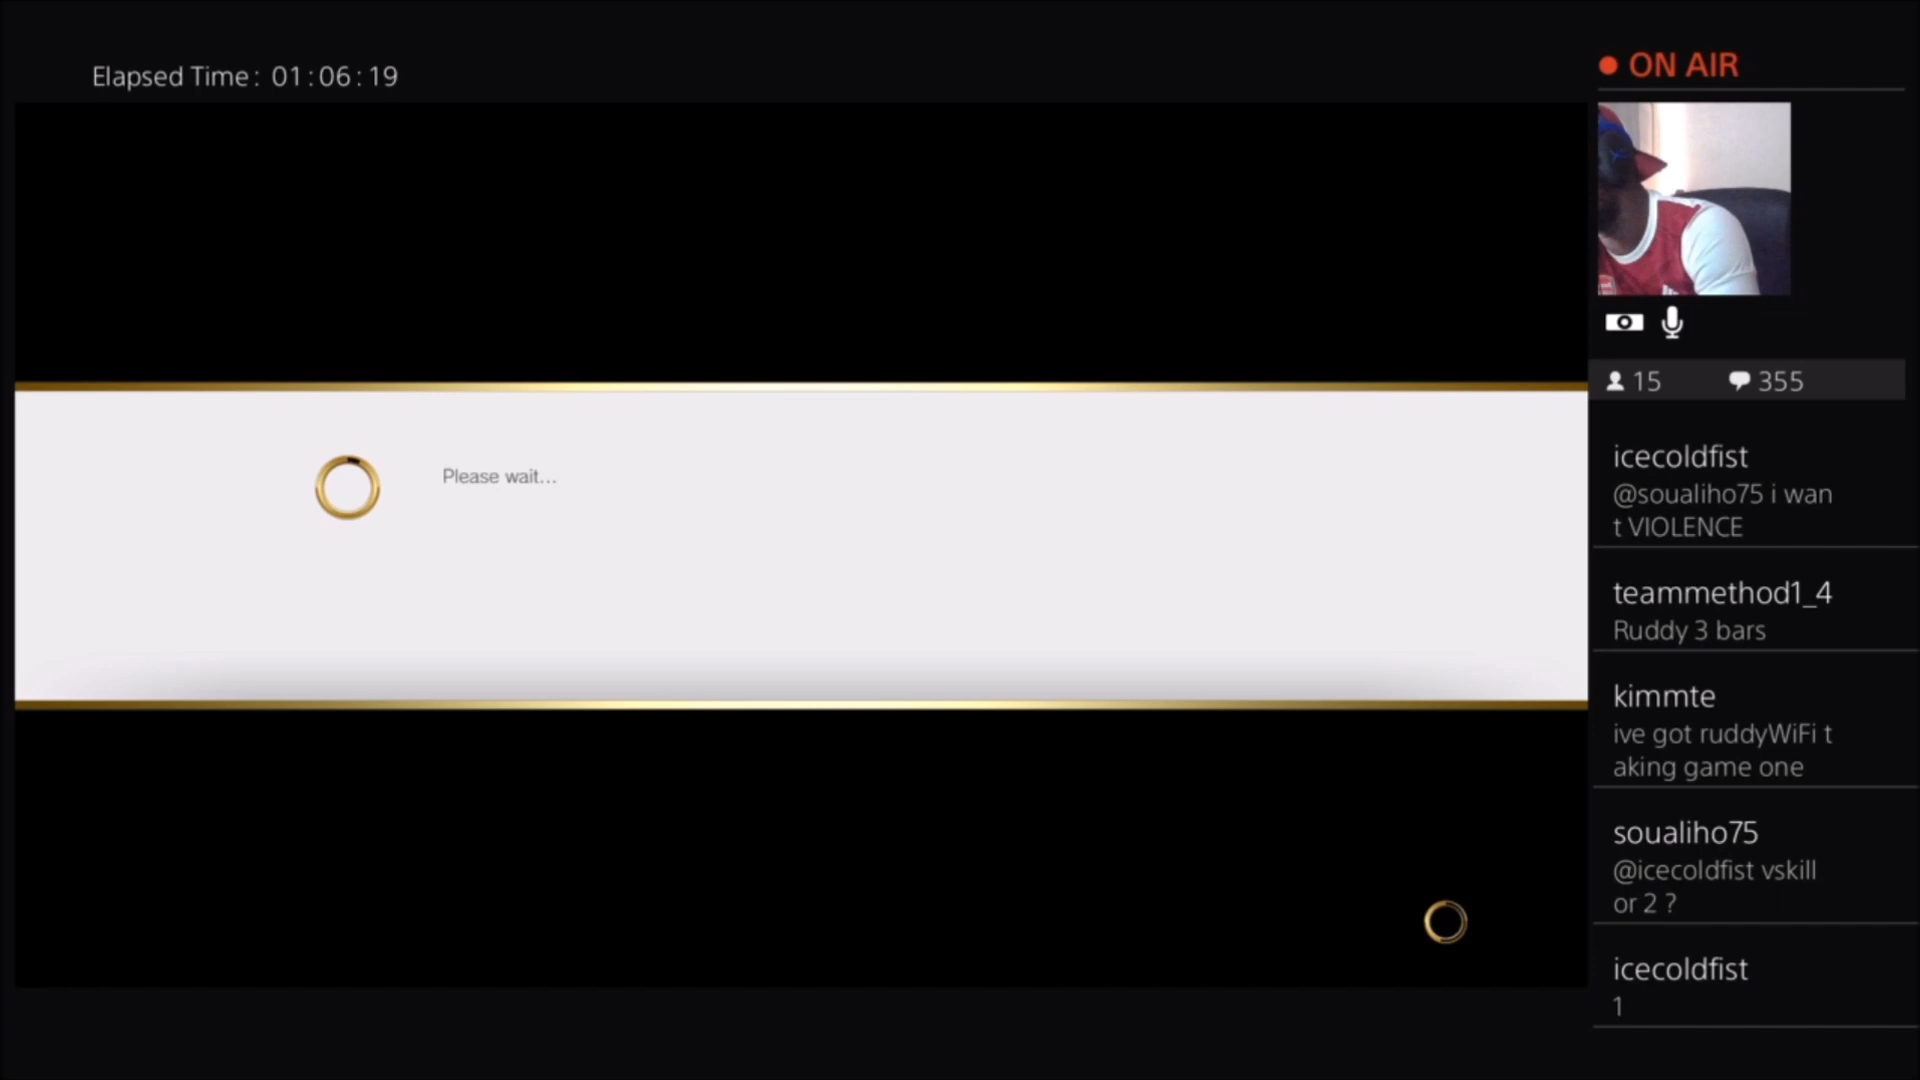 Elapsed Time: 01:06:19
ON AIR
15 355
Please wait...
icecoldfist
@soualiho75 i wan
t VIOLENCE
teammethod1_4
Ruddy 3 bars
kimmte
ive got ruddyWiFi t
aking game one
soualiho75
@icecoldfist vskill
or 2 ?
icecoldfist
1